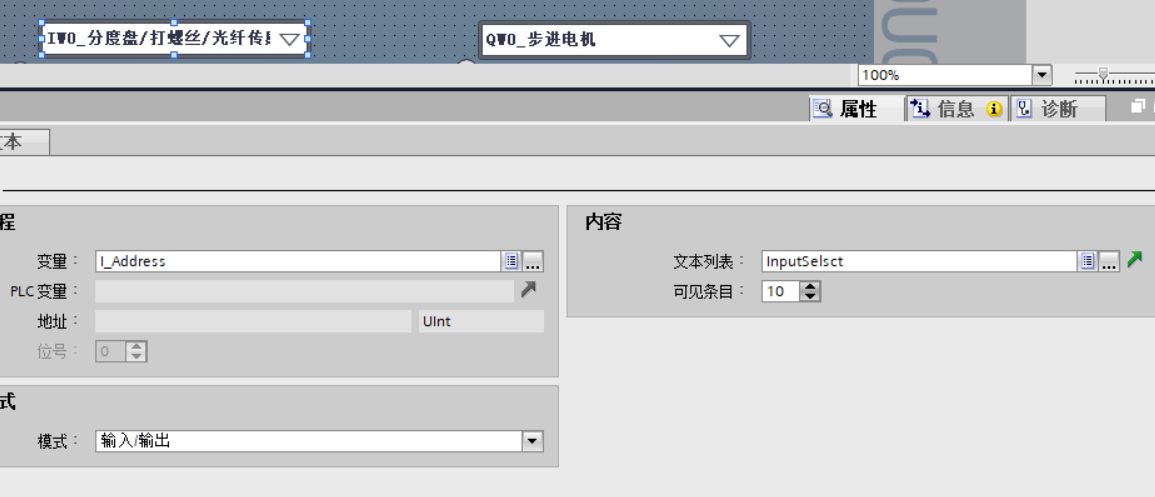 IW0_分度盘/打螺丝/光纤传
QW0_步进电机
100%
属性
信息
诊断
本
程
内容
变量：
I_Address
文本列表：
InputSelsct
PLC变量：
可见条目：
10
地址：
UInt
位号：
0
式
模式：
输入/输出